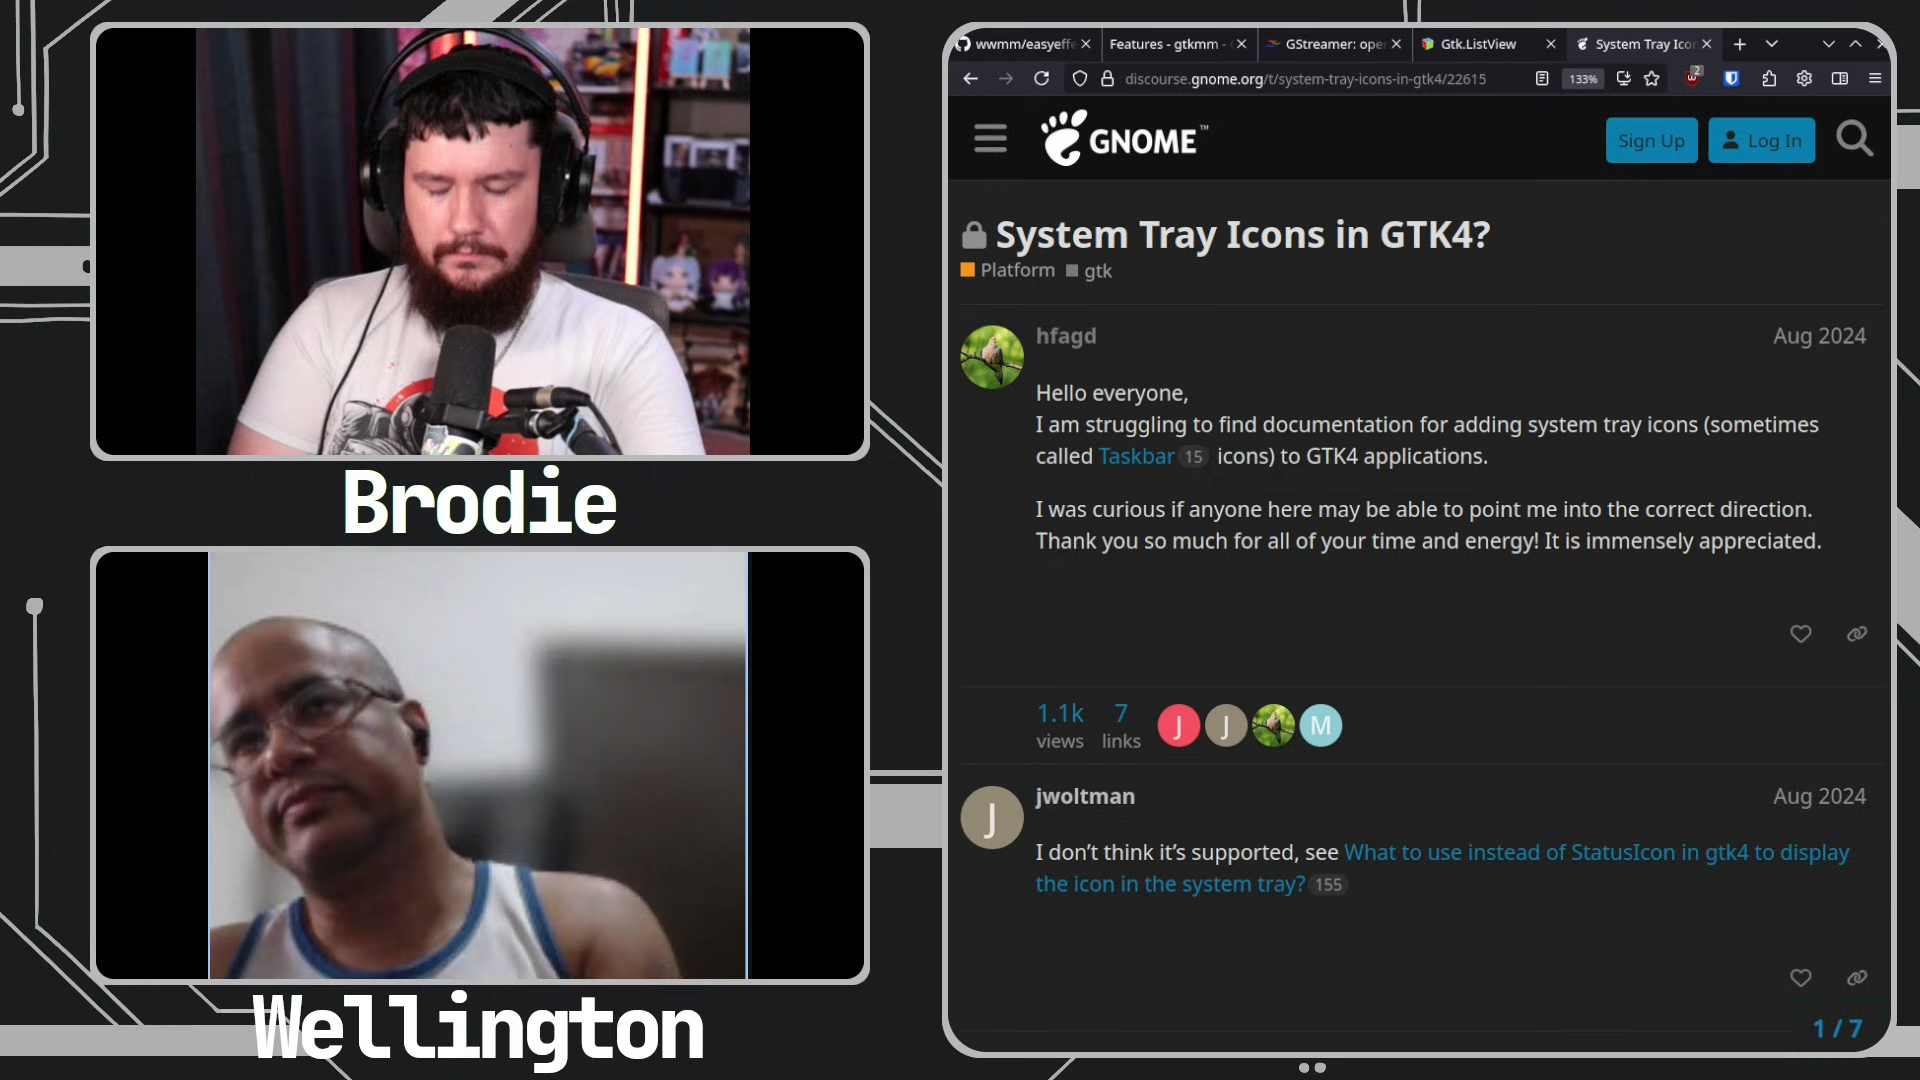 Brodie
Wellington
wwmm/easyeffe
Features - gtkmm -
GStreamer: ope
Gtk.ListView
System Tray Ico
discourse.gnome.org/t/system-tray-icons-in-gtk4/22615
133%
2
GNOME™
Sign Up
Log In
System Tray Icons in GTK4?
Platform gtk
hfagd
Aug 2024
Hello everyone,
I am struggling to find documentation for adding system tray icons (sometimes
called Taskbar 15 icons) to GTK4 applications.
I was curious if anyone here may be able to point me into the correct direction.
Thank you so much for all of your time and energy! It is immensely appreciated.
1.1k 7
views links
J J M
J
jwoltman
Aug 2024
I don’t think it’s supported, see What to use instead of StatusIcon in gtk4 to display
the icon in the system tray? 155
1 / 7